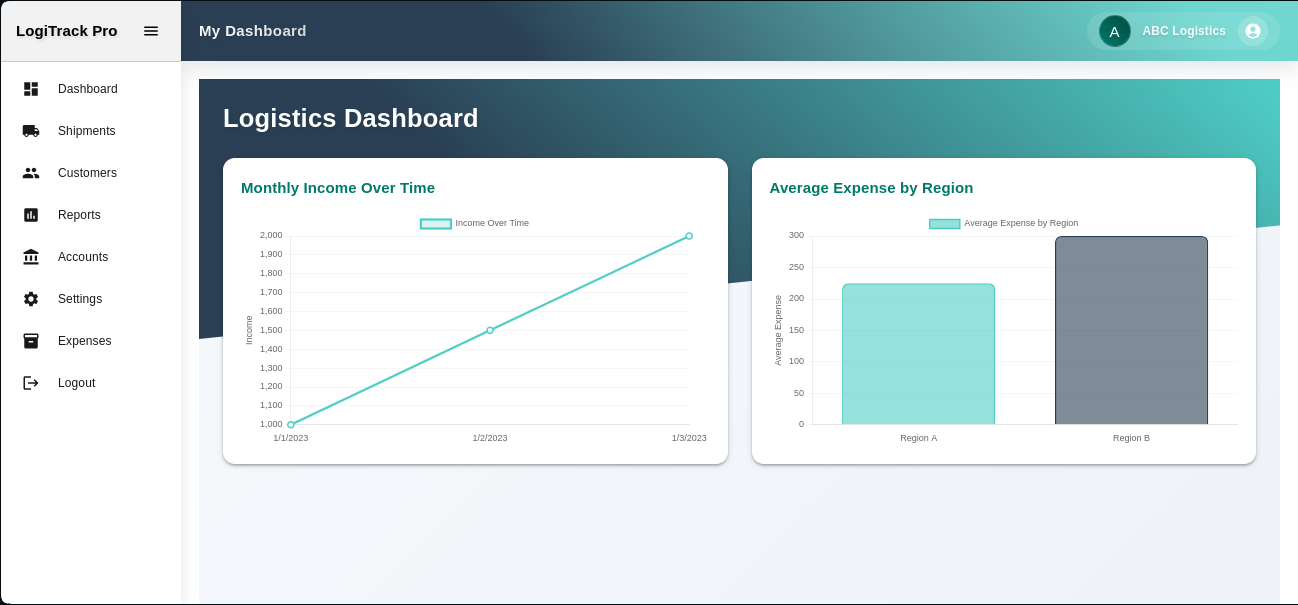 LogiTrack Pro
My Dashboard
A
ABC Logistics
Dashboard
Shipments
Customers
Reports
Accounts
Settings
Expenses
Logout
Logistics Dashboard
Monthly Income Over Time
Income Over Time
Income
2,000
1,900
1,800
1,700
1,600
1,500
1,400
1,300
1,200
1,100
1,000
1/1/2023
1/2/2023
1/3/2023
Average Expense by Region
Average Expense by Region
Average Expense
300
250
200
150
100
50
0
Region A
Region B